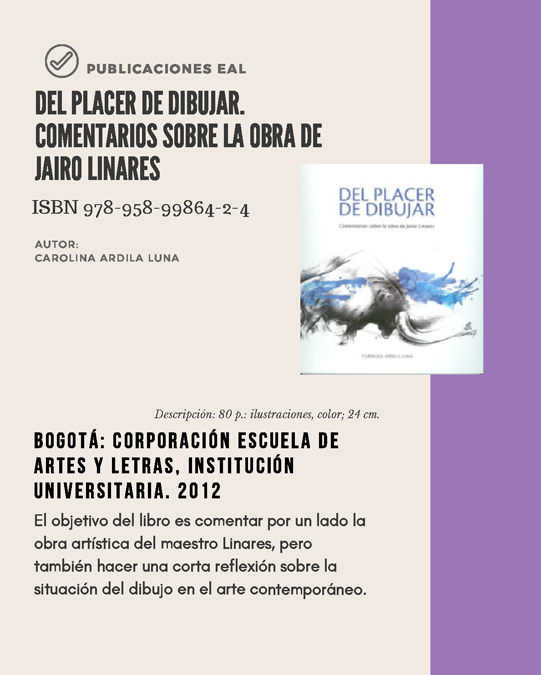 PUBLICACIONES EAL
DEL PLACER DE DIBUJAR.
COMENTARIOS SOBRE LA OBRA DE
JAIRO LINARES
ISBN 978-958-99864-2-4
AUTOR:
CAROLINA ARDILA LUNA
DEL PLACER
DE DIBUJAR
Comentarios sobre la obra de Jairo Linares
CAROLINA ARDILA LUNA
Descripción: 80 p.: ilustraciones, color; 24 cm.
BOGOTÁ: CORPORACIÓN ESCUELA DE
ARTES Y LETRAS, INSTITUCIÓN
UNIVERSITARIA. 2012
El objetivo del libro es comentar por un lado la
obra artística del maestro Linares, pero
también hacer una corta reflexión sobre la
situación del dibujo en el arte contemporáneo.